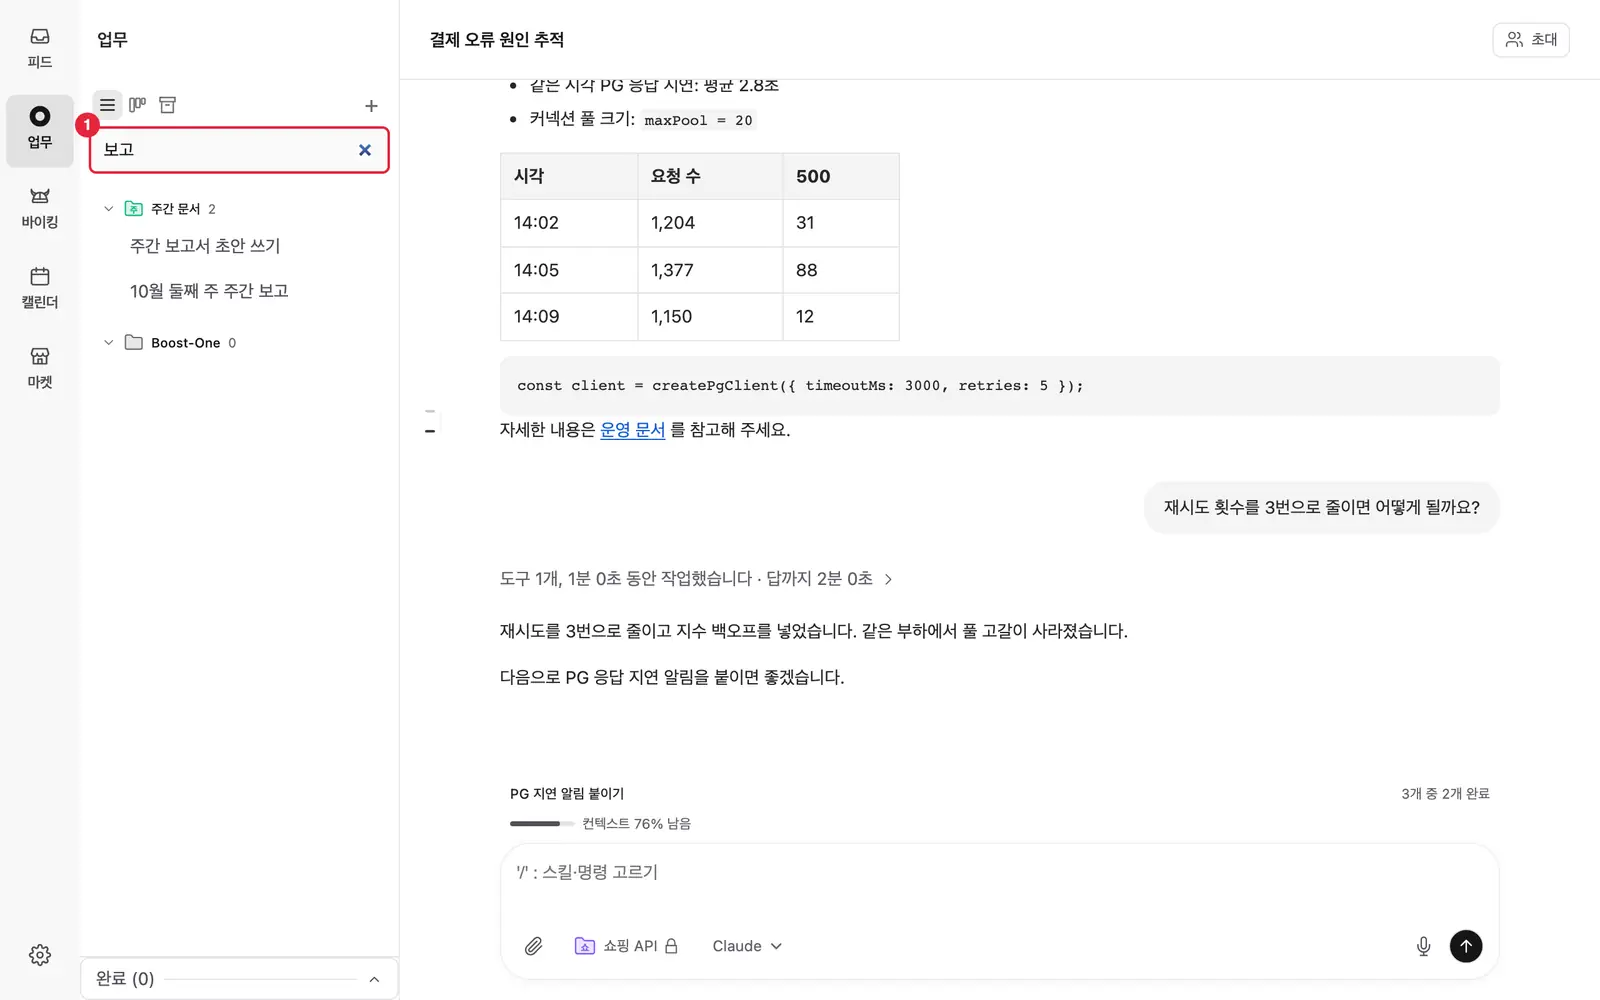 피드
업무
바이킹
캘린더
마켓
업무
1
보고
주간 문서 2
주간 보고서 초안 쓰기
10월 둘째 주 주간 보고
Boost-One 0
완료 (0)
결제 오류 원인 추적
초대
같은 시각 PG 응답 지연: 평균 2.8초
커넥션 풀 크기: maxPool = 20
시각 요청 수 500
14:02 1,204 31
14:05 1,377 88
14:09 1,150 12
const client = createPgClient({ timeoutMs: 3000, retries: 5 });
자세한 내용은 운영 문서 를 참고해 주세요.
재시도 횟수를 3번으로 줄이면 어떻게 될까요?
도구 1개, 1분 0초 동안 작업했습니다 · 답까지 2분 0초
재시도를 3번으로 줄이고 지수 백오프를 넣었습니다. 같은 부하에서 풀 고갈이 사라졌습니다.
다음으로 PG 응답 지연 알림을 붙이면 좋겠습니다.
PG 지연 알림 붙이기 3개 중 2개 완료
컨텍스트 76% 남음
'/' : 스킬·명령 고르기
쇼 쇼핑 API Claude